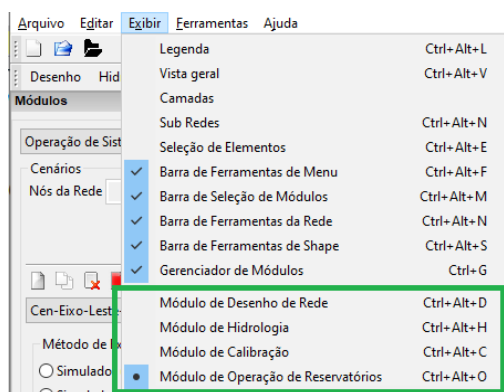 Arquivo Editar Exibir Ferramentas Ajuda
Legenda Ctrl+Alt+L
Desenho Hid
Vista geral Ctrl+Alt+V
Módulos
Camadas
Sub Redes Ctrl+Alt+N
Operação de Sist
Seleção de Elementos Ctrl+Alt+E
Cenários
Barra de Ferramentas de Menu Ctrl+Alt+F
Nós da Rede
Barra de Seleção de Módulos Ctrl+Alt+M
Barra de Ferramentas da Rede Ctrl+Alt+N
Barra de Ferramentas de Shape Ctrl+Alt+S
Gerenciador de Módulos Ctrl+G
Cen-Eixo-Leste
Módulo de Desenho de Rede Ctrl+Alt+D
Módulo de Hidrologia Ctrl+Alt+H
Método de
Módulo de Calibração Ctrl+Alt+C
Simulado
Módulo de Operação de Reservatórios Ctrl+Alt+O